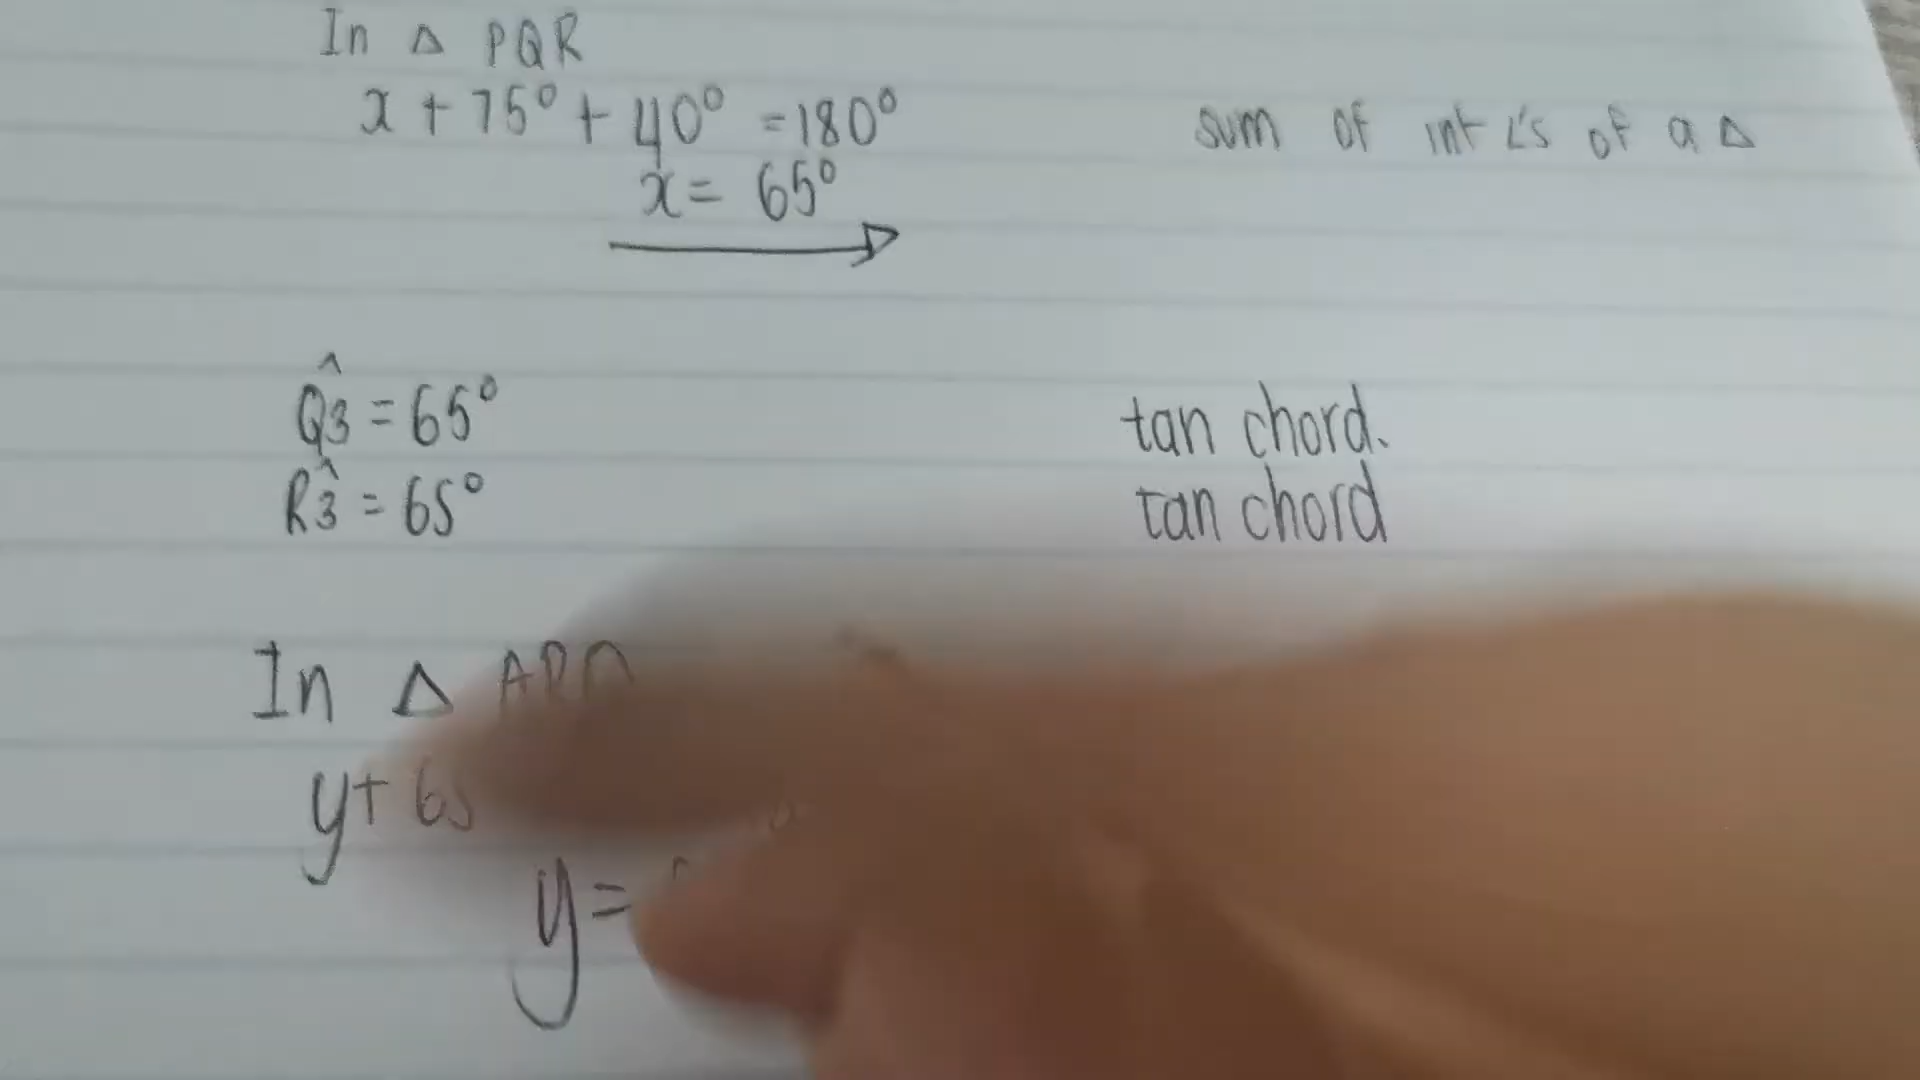 In Δ PQR
x + 75° + 40° = 180° sum of int ∠'s of a Δ
x = 65°
Q̂3 = 65° tan chord.
R̂3 = 65° tan chord
In Δ
y + 65
y =